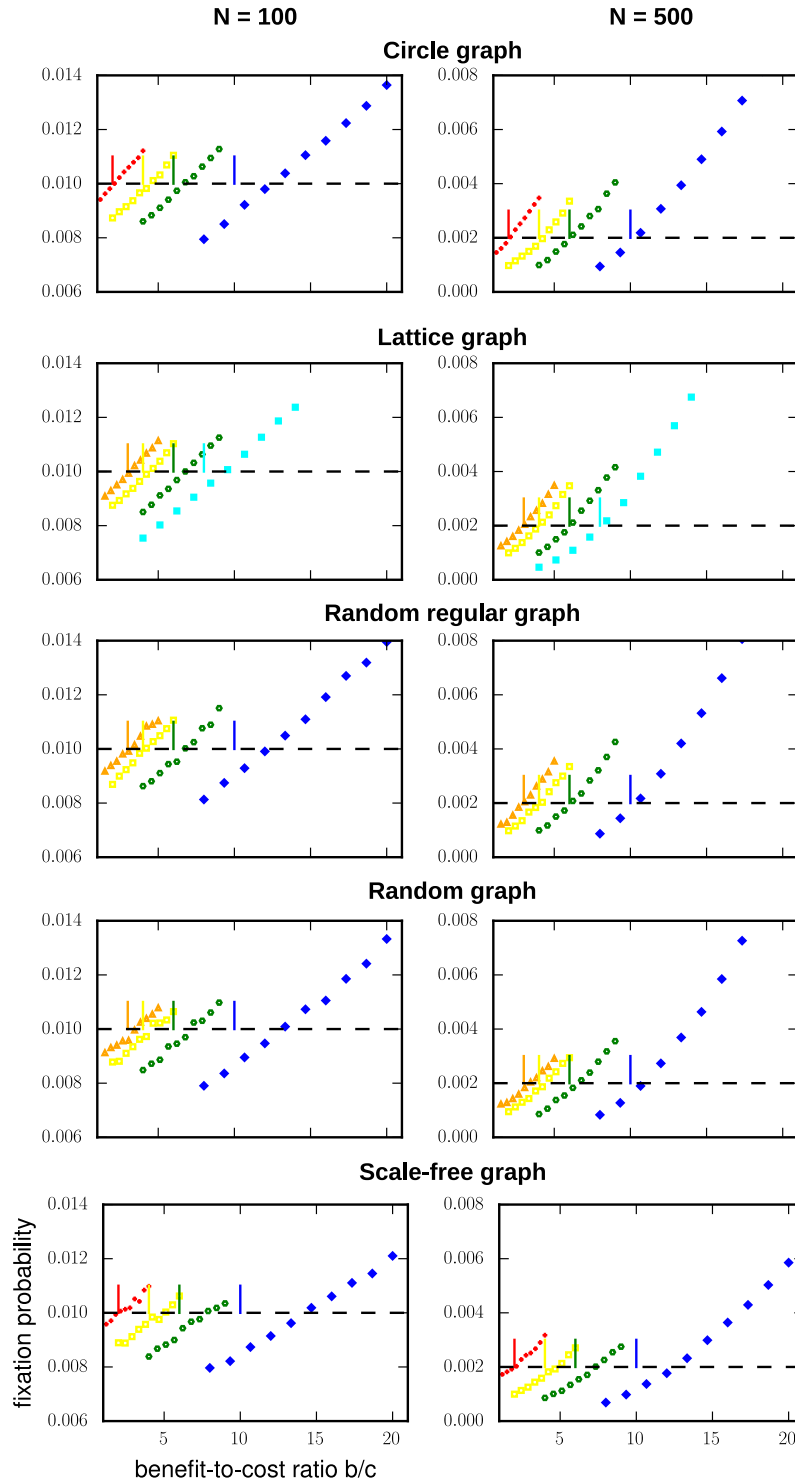 N = 100 N = 500
Circle graph
0.014 0.008
0.012 0.006
0.010 0.004
0.008 0.002
0.006 0.000
Lattice graph
0.014 0.008
0.012 0.006
0.010 0.004
0.008 0.002
0.006 0.000
Random regular graph
0.014 0.008
0.012 0.006
0.010 0.004
0.008 0.002
0.006 0.000
Random graph
0.014 0.008
0.012 0.006
0.010 0.004
0.008 0.002
0.006 0.000
Scale-free graph
fixation probability
0.014 0.008
0.012 0.006
0.010 0.004
0.008 0.002
0.006 0.000
5 10 15 20 5 10 15 20
benefit-to-cost ratio b/c